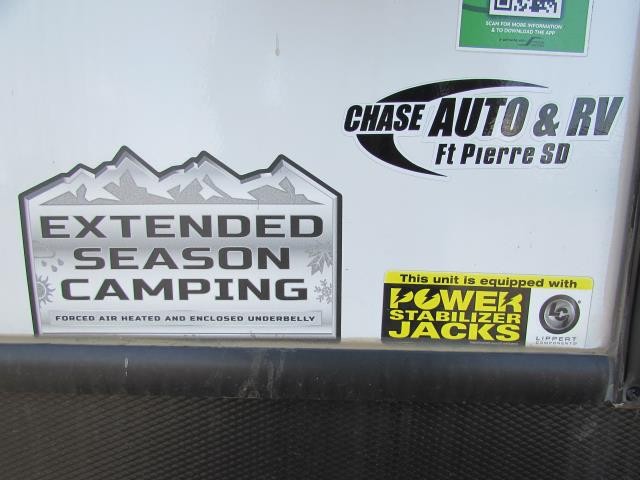 SCAN FOR MORE INFORMATION
& TO DOWNLOAD THE APP
CHASE AUTO & RV
Ft Pierre SD
EXTENDED
SEASON
CAMPING
FORCED AIR HEATED AND ENCLOSED UNDERBELLY
This unit is equipped with
POWER
STABILIZER
JACKS
LC
LIPPERT
COMPONENTS